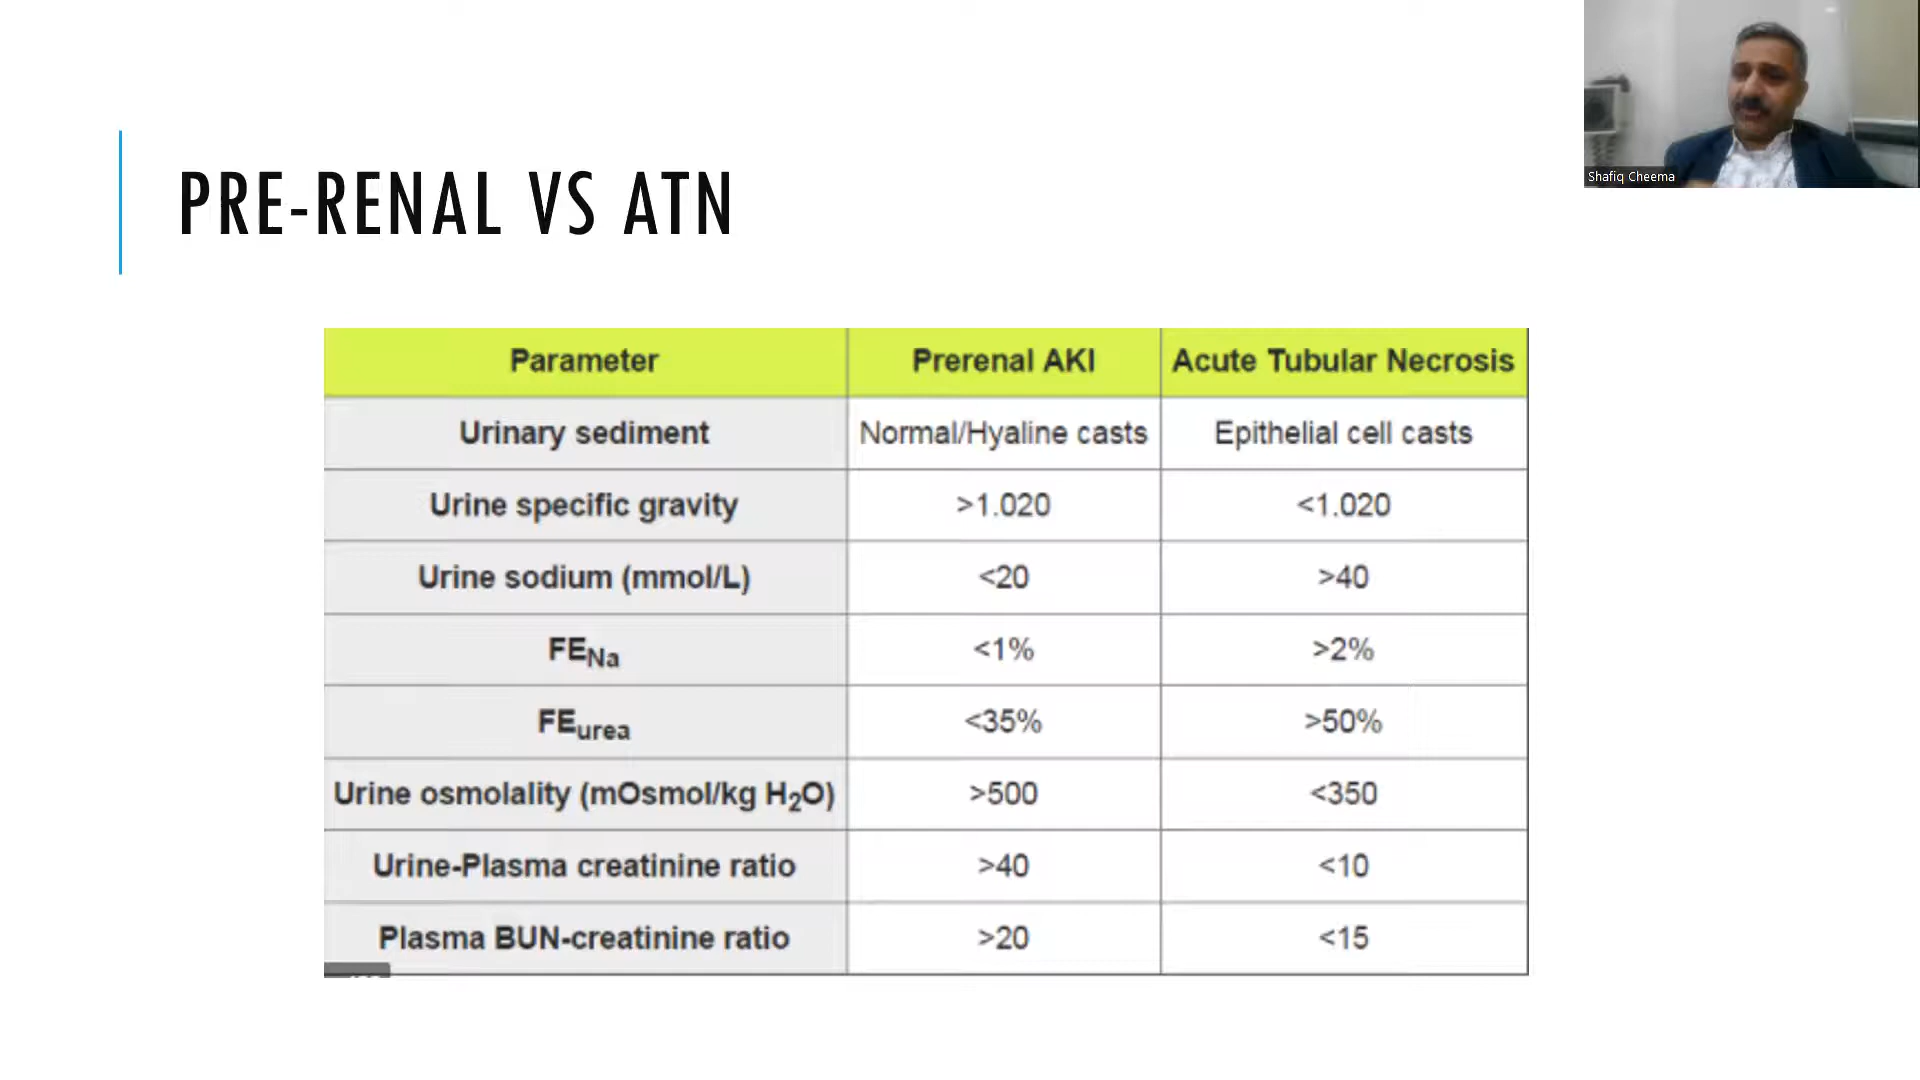 Shafiq Cheema
PRE-RENAL VS ATN
Parameter Prerenal AKI Acute Tubular Necrosis
Urinary sediment Normal/Hyaline casts Epithelial cell casts
Urine specific gravity >1.020 <1.020
Urine sodium (mmol/L) <20 >40
FENa <1% >2%
FEurea <35% >50%
Urine osmolality (mOsmol/kg H2O) >500 <350
Urine-Plasma creatinine ratio >40 <10
Plasma BUN-creatinine ratio >20 <15